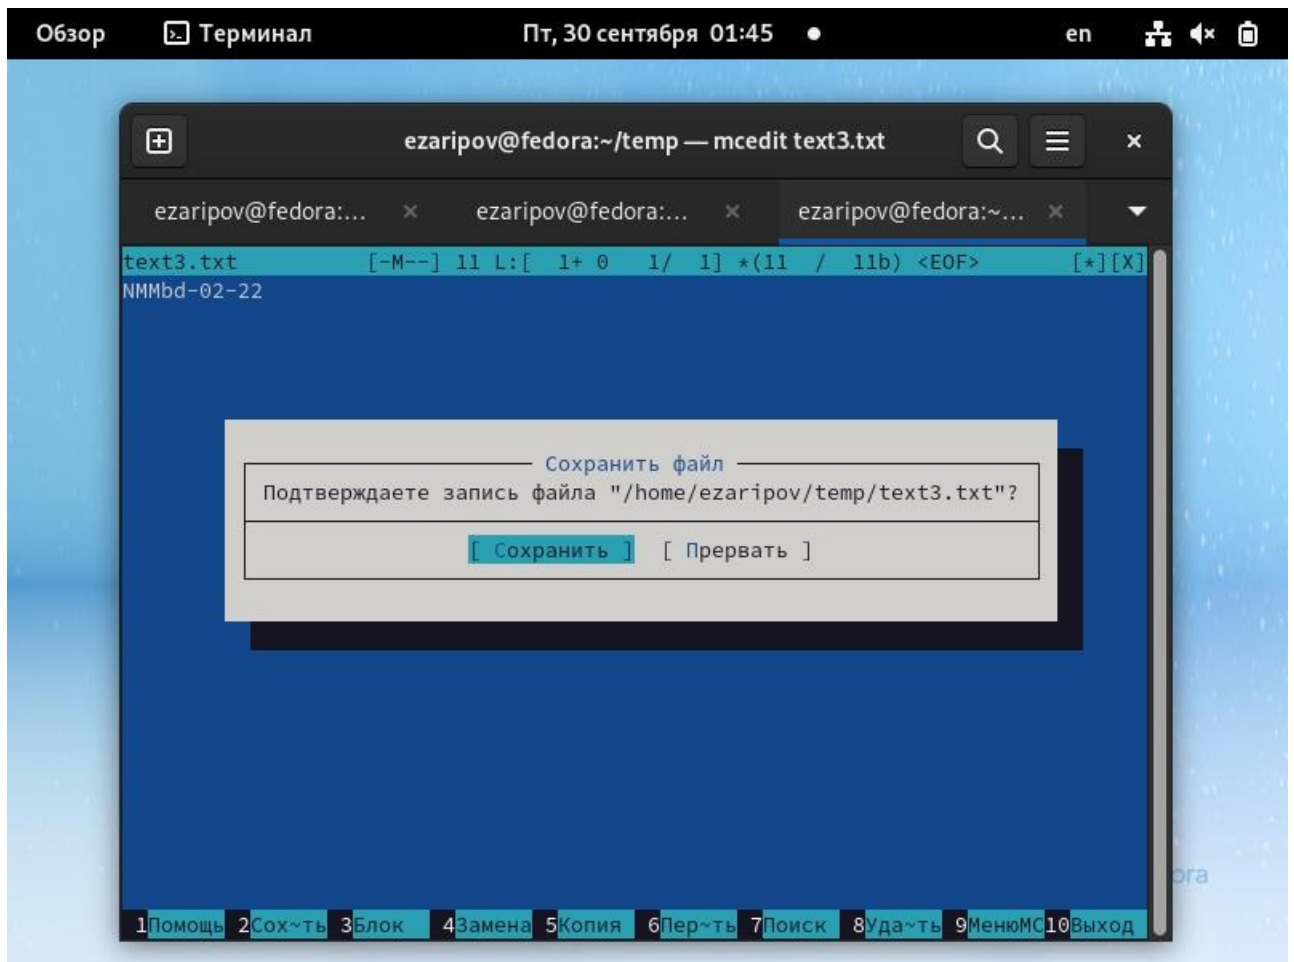 Обзор Терминал Пт, 30 сентября 01:45 en
ezaripov@fedora:~/temp — mcedit text3.txt
ezaripov@fedora:... × ezaripov@fedora:... × ezaripov@fedora:~... ×
text3.txt [-M--] 11 L:[ 1+ 0 1/ 1] *(11 / 11b) <EOF> [*][X]
NMMbd-02-22
Сохранить файл
Подтверждаете запись файла "/home/ezaripov/temp/text3.txt"?
[ Сохранить ] [ Прервать ]
ora
1Помощь 2Сох~ть 3Блок 4Замена 5Копия 6Пер~ть 7Поиск 8Уда~ть 9МенюMC10Выход